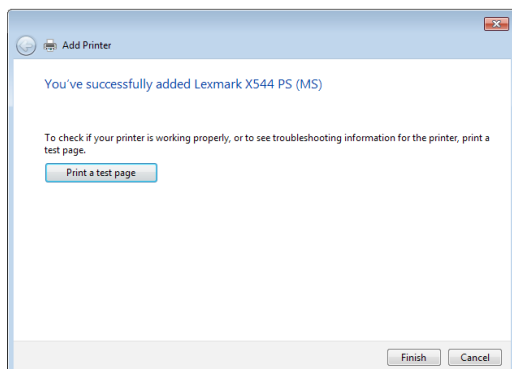 Add Printer
You've successfully added Lexmark X544 PS (MS)
To check if your printer is working properly, or to see troubleshooting information for the printer, print a
test page.
Print a test page
Finish
Cancel